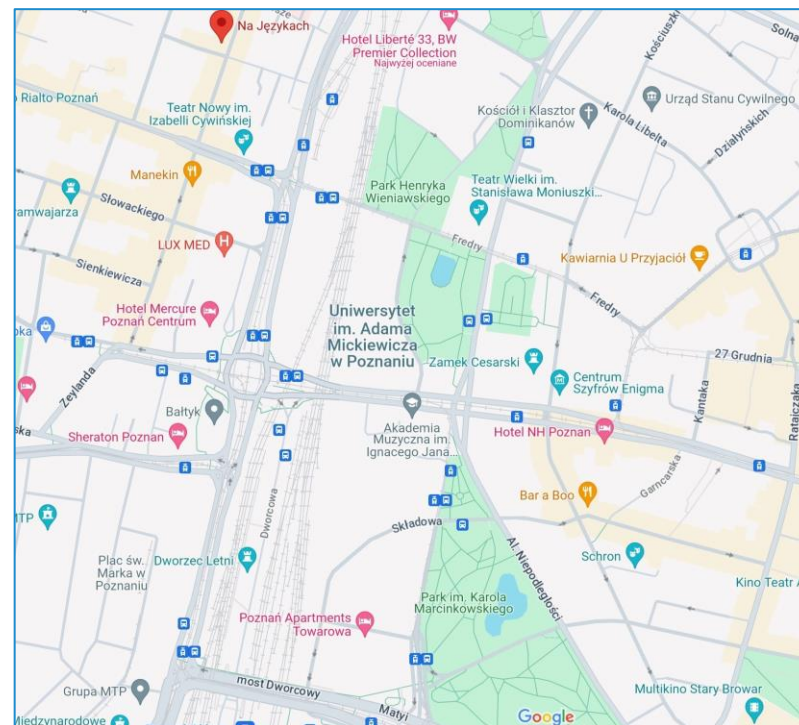 Na Językach
Hotel Liberté 33, BW
Premier Collection
Najwyżej oceniane
Kościuszki
Solna
Rialto Poznań
Teatr Nowy im.
Izabelli Cywińskiej
Kościół i Klasztor
Dominikanów
Urząd Stanu Cywilnego
Karola Libelta
Działyńskich
Manekin
Park Henryka
Wieniawskiego
Teatr Wielki im.
Stanisława Moniuszki...
Słowackiego
LUX MED
Fredry
Kawiarnia U Przyjaciół
Sienkiewicza
Fredry
Hotel Mercure
Poznań Centrum
Uniwersytet
im. Adama
Mickiewicza
w Poznaniu
Zamek Cesarski
27 Grudnia
Centrum
Szyfrów Enigma
Zeylanda
Kantaka
Ratajczaka
Bałtyk
Akademia
Muzyczna im.
Ignacego Jana...
Sheraton Poznan
Hotel NH Poznan
Garncarska
Bar a Boo
MTP
Dworcowa
Składowa
Al. Niepodległości
Plac św.
Marka w
Poznaniu
Dworzec Letni
Schron
Kino Teatr A
Park im. Karola
Marcinkowskiego
Poznań Apartments
Towarowa
most Dworcowy
Grupa MTP
Matyi
Multikino Stary Browar
Google
Międzynarodowe